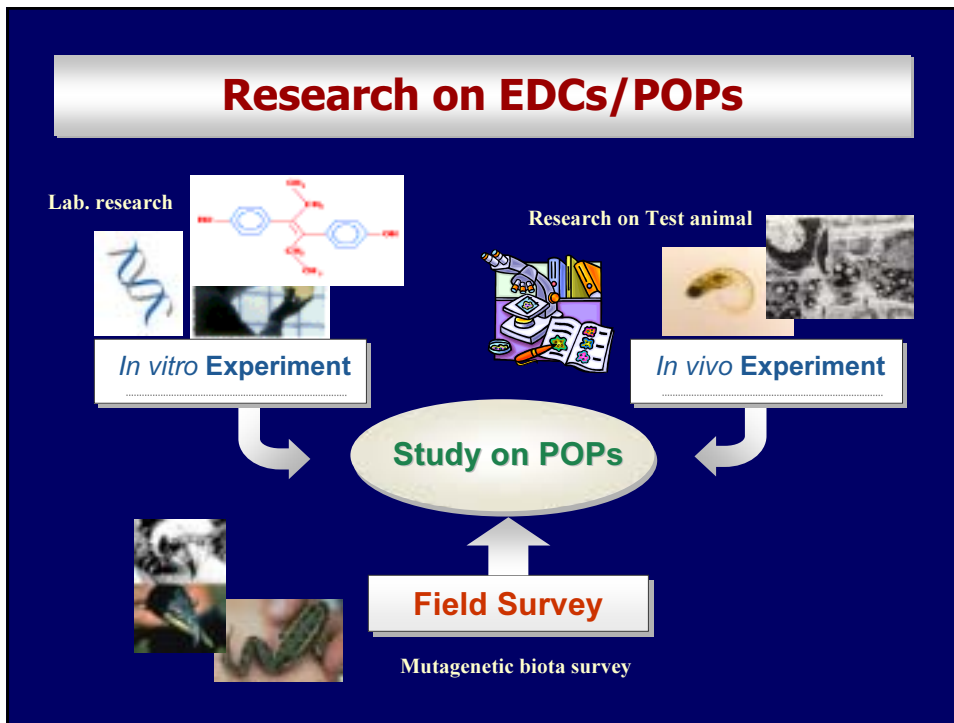 Research on EDCs/POPs
Lab. research
Research on Test animal
In vitro Experiment
In vivo Experiment
Study on POPs
Field Survey
Mutagenetic biota survey